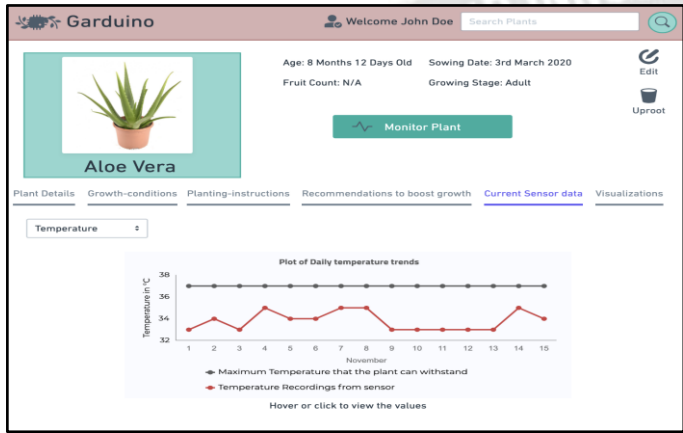 Garduino
Welcome John Doe
Search Plants
Age: 8 Months 12 Days Old
Sowing Date: 3rd March 2020
Fruit Count: N/A
Growing Stage: Adult
Edit
Uproot
Monitor Plant
Aloe Vera
Plant Details
Growth-conditions
Planting-instructions
Recommendations to boost growth
Current Sensor data
Visualizations
Temperature
Plot of Daily temperature trends
Temperature in °C
38
36
34
32
1 2 3 4 5 6 7 8 9 10 11 12 13 14 15
November
Maximum Temperature that the plant can withstand
Temperature Recordings from sensor
Hover or click to view the values